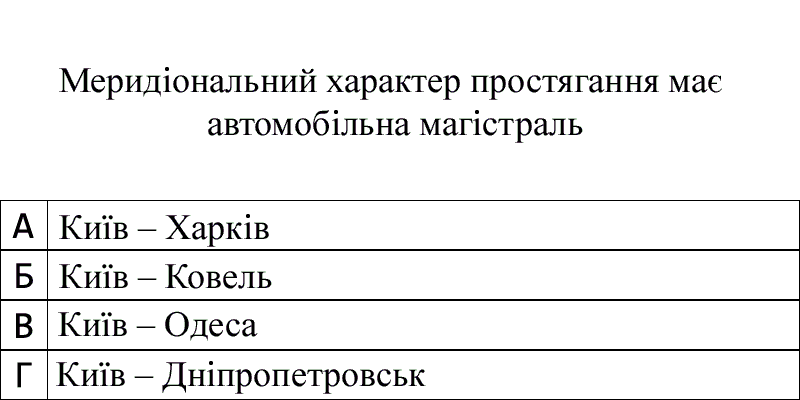 Меридіональний характер простягання має
автомобільна магістраль
А Київ – Харків
Б Київ – Ковель
В Київ – Одеса
Г Київ – Дніпропетровськ